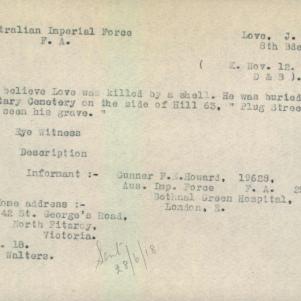 tralian Imperial Force Love, J.
F. A. 8th Bde
( K. Nov. 12.
D & B ).
believe Love was killed by a shell. He was buried
tary Cemetery on the side of Hill 63. " Plug Stree
seen his grave. "
Eye Witness
Description
Informant :- Gunner F.N.Howard, 19628,
Aus. Imp. Force F. A.
Bethnal Green Hospital,
London, E.
ome address :-
42 St. George's Road,
North Fitzroy,
Victoria.
. 18.
Walters.
Sent
28/6/18